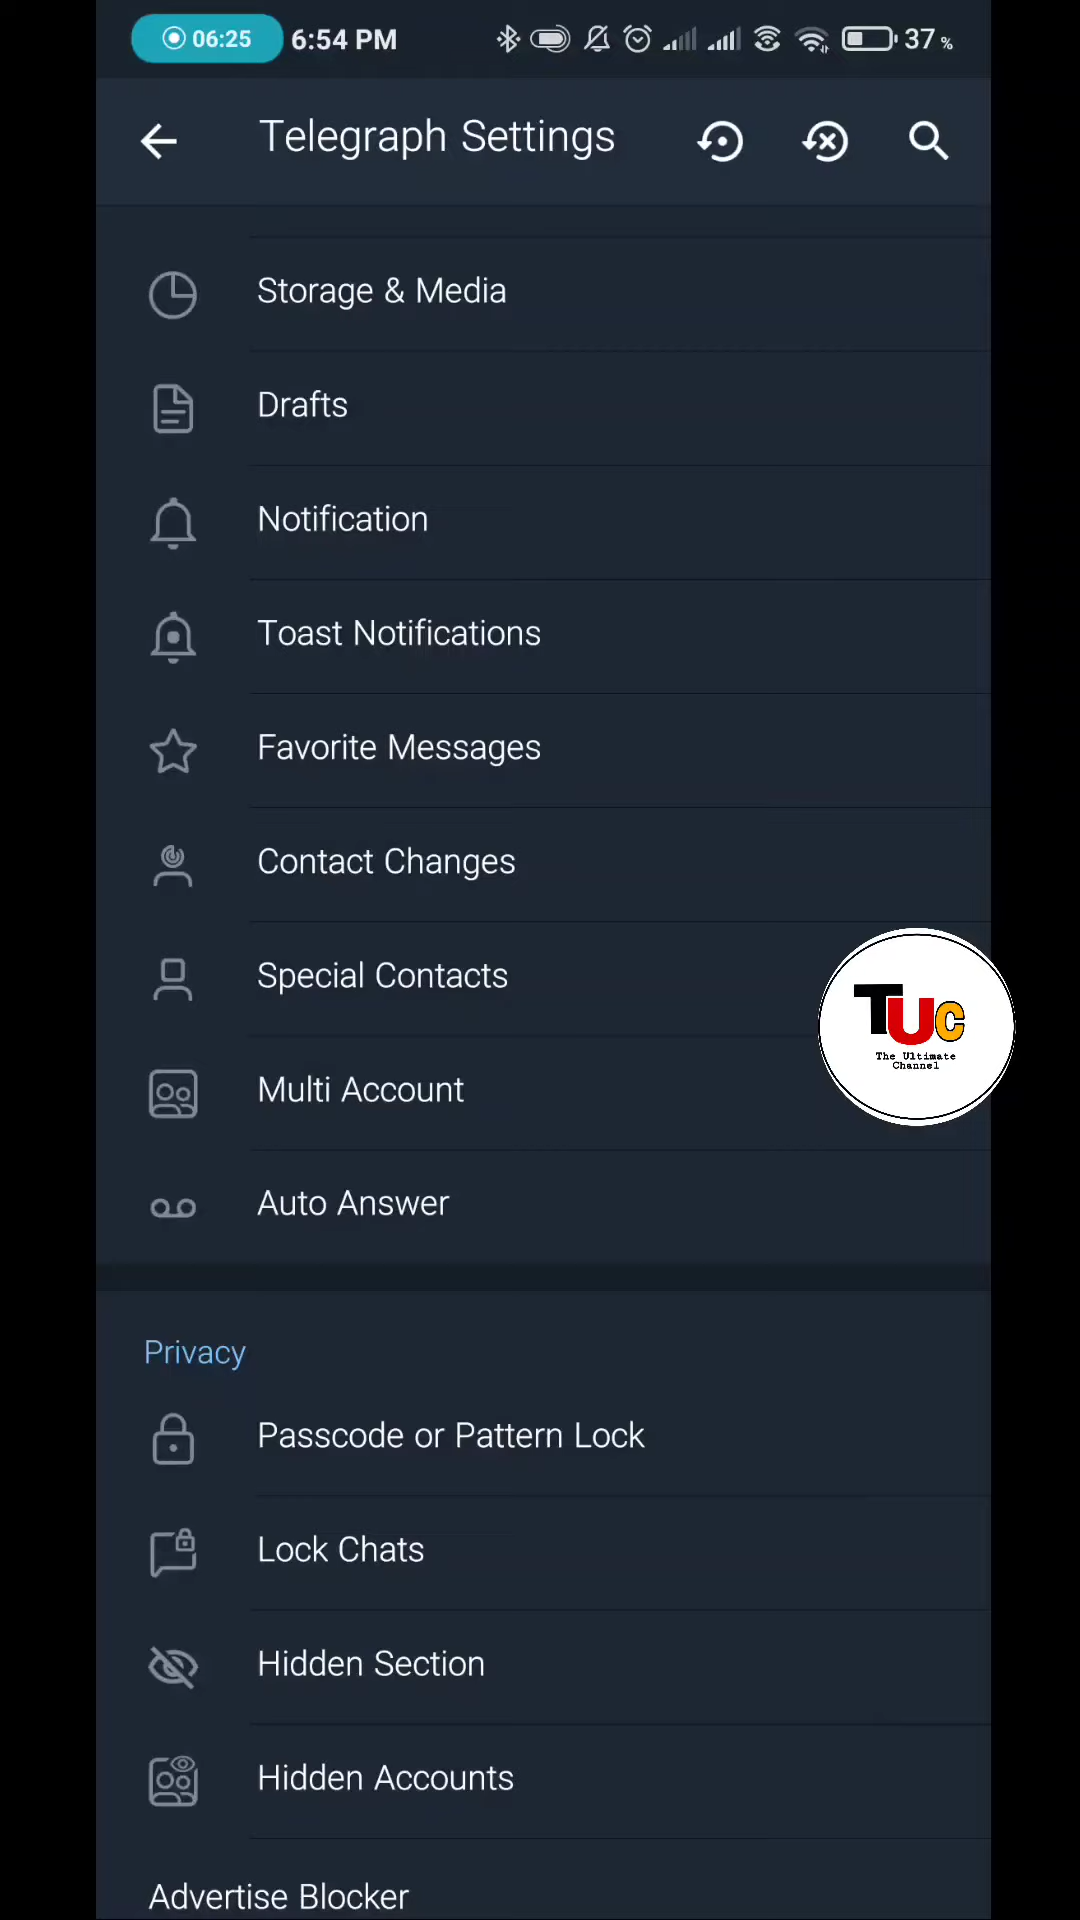 06:25 6:54 PM 37 %
Telegraph Settings
Storage & Media
Drafts
Notification
Toast Notifications
Favorite Messages
Contact Changes
Special Contacts
TUC
The Ultimate
Channel
Multi Account
Auto Answer
Privacy
Passcode or Pattern Lock
Lock Chats
Hidden Section
Hidden Accounts
Advertise Blocker